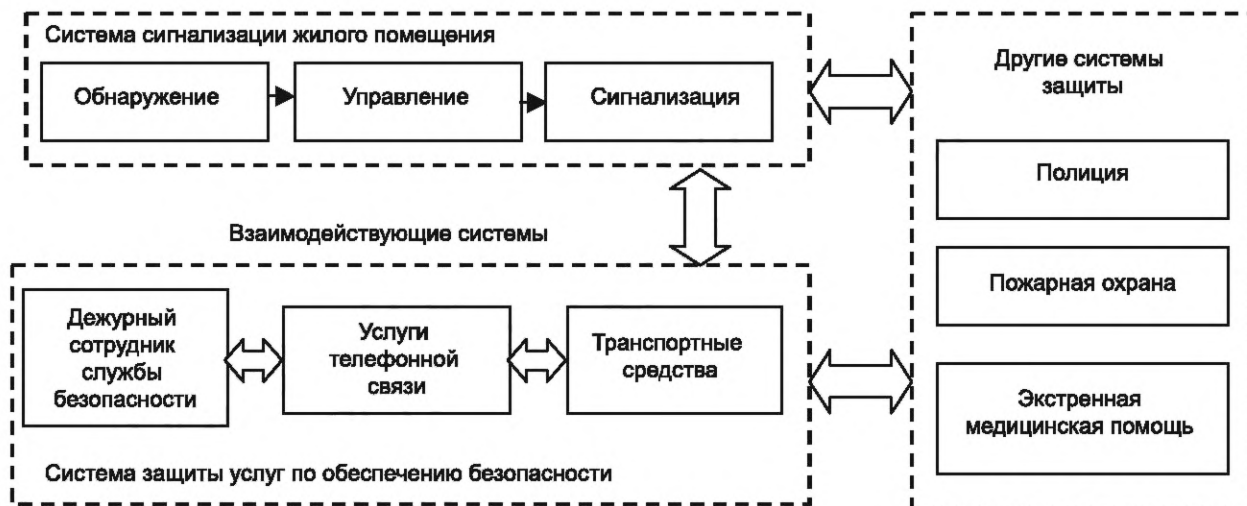 Система сигнализации жилого помещения
Обнаружение
Управление
Сигнализация
Другие системы
защиты
Полиция
Пожарная охрана
Экстренная
медицинская помощь
Взаимодействующие системы
Дежурный
сотрудник
службы
безопасности
Услуги
телефонной
связи
Транспортные
средства
Система защиты услуг по обеспечению безопасности